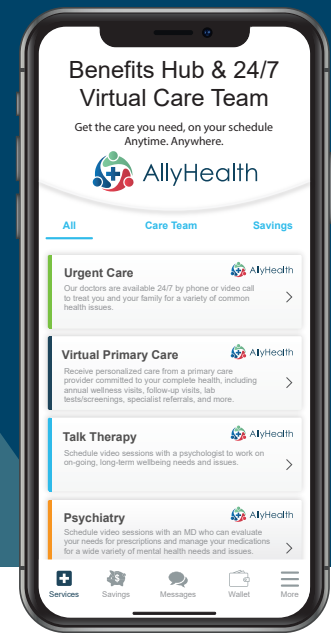 Benefits Hub & 24/7
Virtual Care Team
Get the care you need, on your schedule
Anytime. Anywhere.
AllyHealth
All Care Team Savings
Urgent Care AllyHealth
Our doctors are available 24/7 by phone or video call
to treat you and your family for a variety of common
health issues.
Virtual Primary Care AllyHealth
Receive personalized care from a primary care
provider committed to your complete health, including
annual wellness visits, follow-up visits, lab
tests/screenings, specialist referrals, and more.
Talk Therapy AllyHealth
Schedule video sessions with a psychologist to work on
on-going, long-term wellbeing needs and issues.
Psychiatry AllyHealth
Schedule video sessions with an MD who can evaluate
your needs for prescriptions and manage your medications
for a wide variety of mental health needs and issues.
$
Services Savings Messages Wallet More